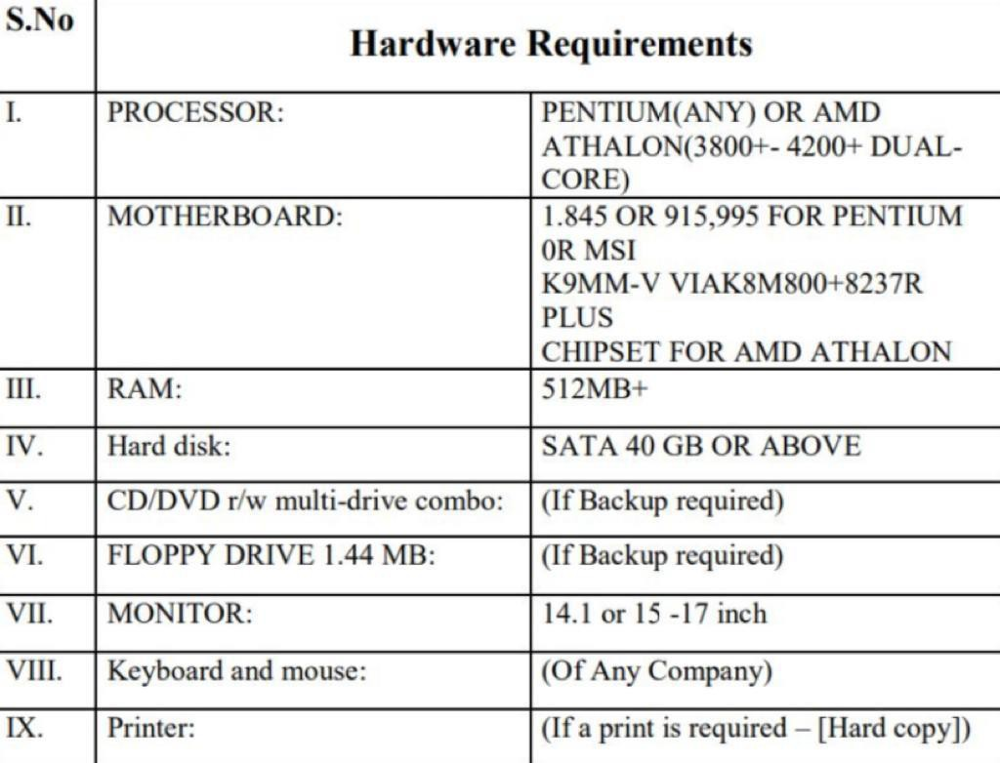 S.No
Hardware Requirements
I. PROCESSOR: PENTIUM(ANY) OR AMD
ATHALON(3800+- 4200+ DUAL-
CORE)
II. MOTHERBOARD: 1.845 OR 915,995 FOR PENTIUM
0R MSI
K9MM-V VIAK8M800+8237R
PLUS
CHIPSET FOR AMD ATHALON
III. RAM: 512MB+
IV. Hard disk: SATA 40 GB OR ABOVE
V. CD/DVD r/w multi-drive combo: (If Backup required)
VI. FLOPPY DRIVE 1.44 MB: (If Backup required)
VII. MONITOR: 14.1 or 15 -17 inch
VIII. Keyboard and mouse: (Of Any Company)
IX. Printer: (If a print is required – [Hard copy])